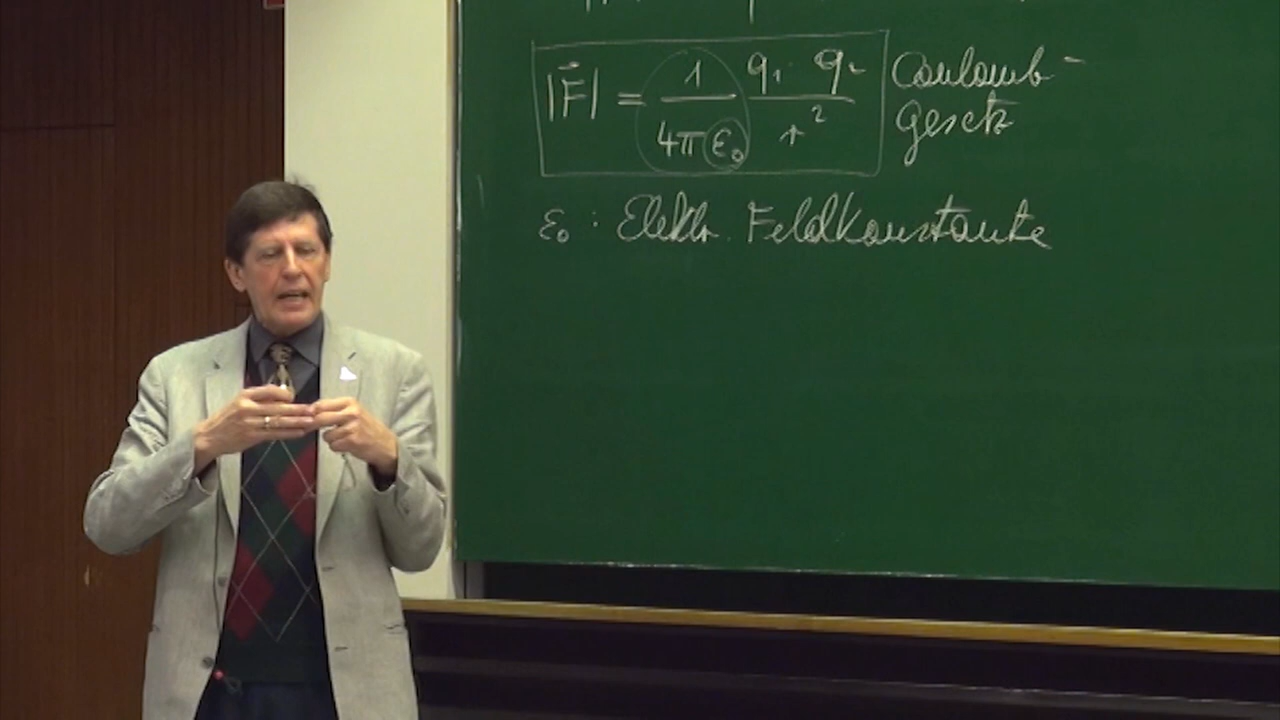 |F⃗| = 1/(4πε₀) q₁ q₂/r² Coulomb-
Gesetz
ε₀ : Elektr. Feldkonstante